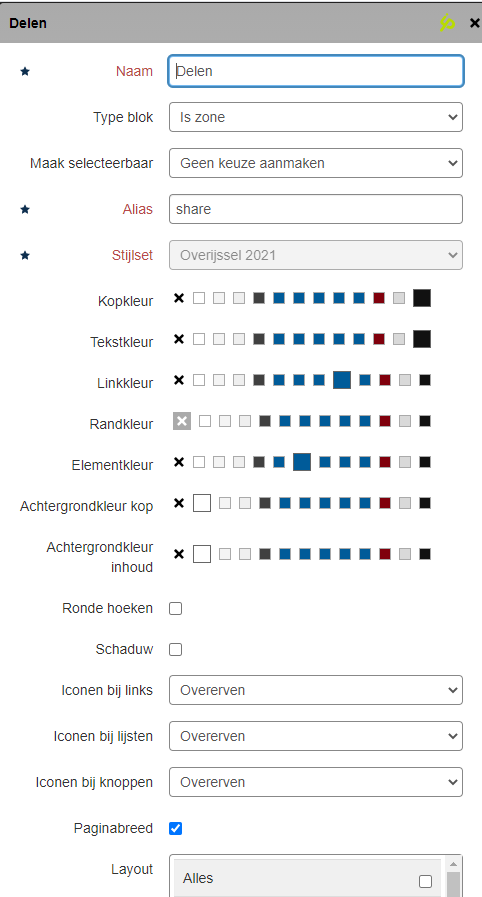 Delen
Naam Delen
Type blok Is zone
Maak selecteerbaar Geen keuze aanmaken
Alias share
Stijlset Overijssel 2021
Kopkleur
Tekstkleur
Linkkleur
Randkleur
Elementkleur
Achtergrondkleur kop
Achtergrondkleur
inhoud
Ronde hoeken
Schaduw
Iconen bij links Overerven
Iconen bij lijsten Overerven
Iconen bij knoppen Overerven
Paginabreed
Layout
Alles